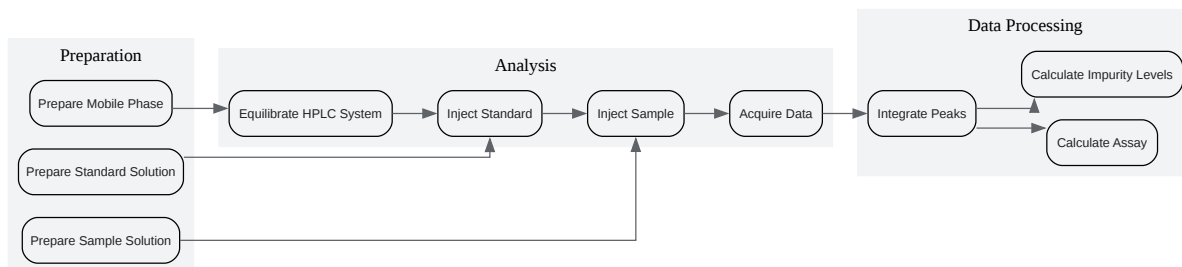 Preparation
Prepare Mobile Phase
Prepare Standard Solution
Prepare Sample Solution
Analysis
Equilibrate HPLC System
Inject Standard
Inject Sample
Acquire Data
Data Processing
Integrate Peaks
Calculate Impurity Levels
Calculate Assay